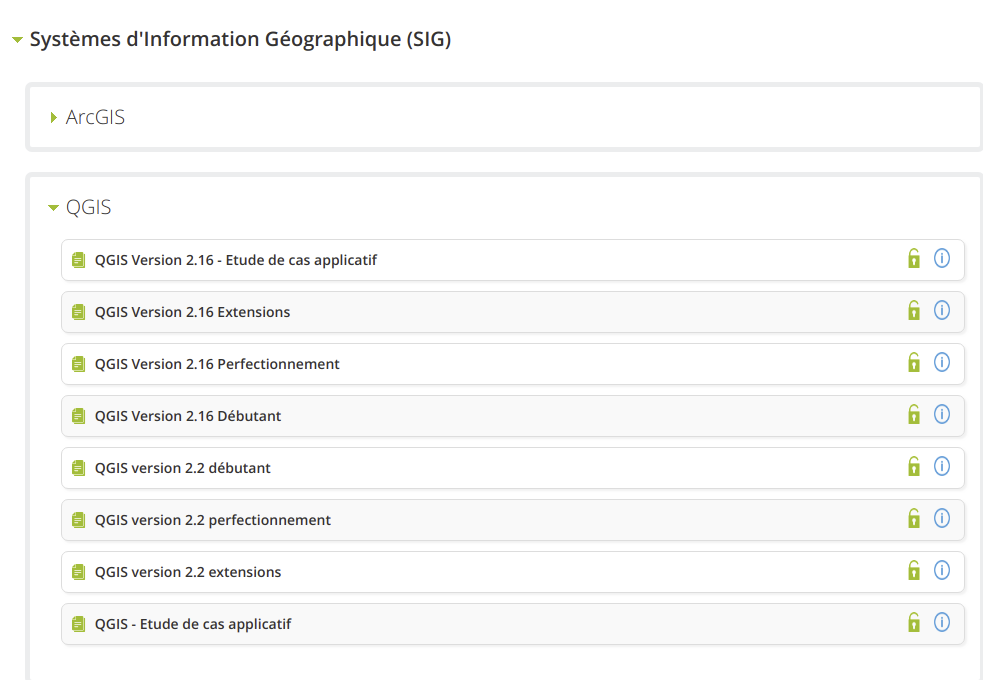 Systèmes d'Information Géographique (SIG)
ArcGIS
QGIS
QGIS Version 2.16 - Etude de cas applicatif
QGIS Version 2.16 Extensions
QGIS Version 2.16 Perfectionnement
QGIS Version 2.16 Débutant
QGIS version 2.2 débutant
QGIS version 2.2 perfectionnement
QGIS version 2.2 extensions
QGIS - Etude de cas applicatif